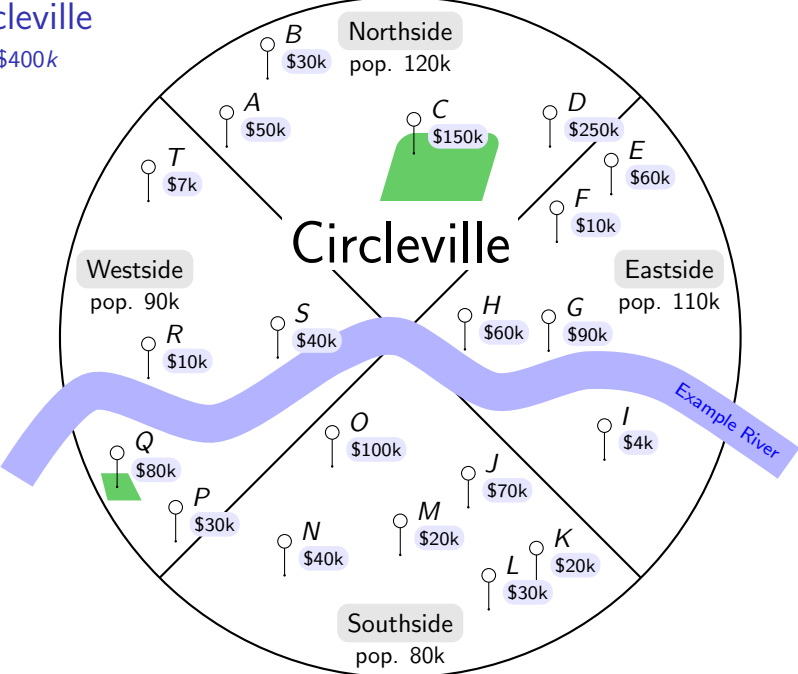 $400k
B
$30k
Northside
pop. 120k
A
$50k
C
$150k
D
$250k
T
$7k
E
$60k
F
$10k
Circleville
Westside
pop. 90k
Eastside
pop. 110k
S
$40k
H
$60k
G
$90k
R
$10k
Example River
O
$100k
I
$4k
Q
$80k
J
$70k
P
$30k
M
$20k
N
$40k
K
$20k
L
$30k
Southside
pop. 80k